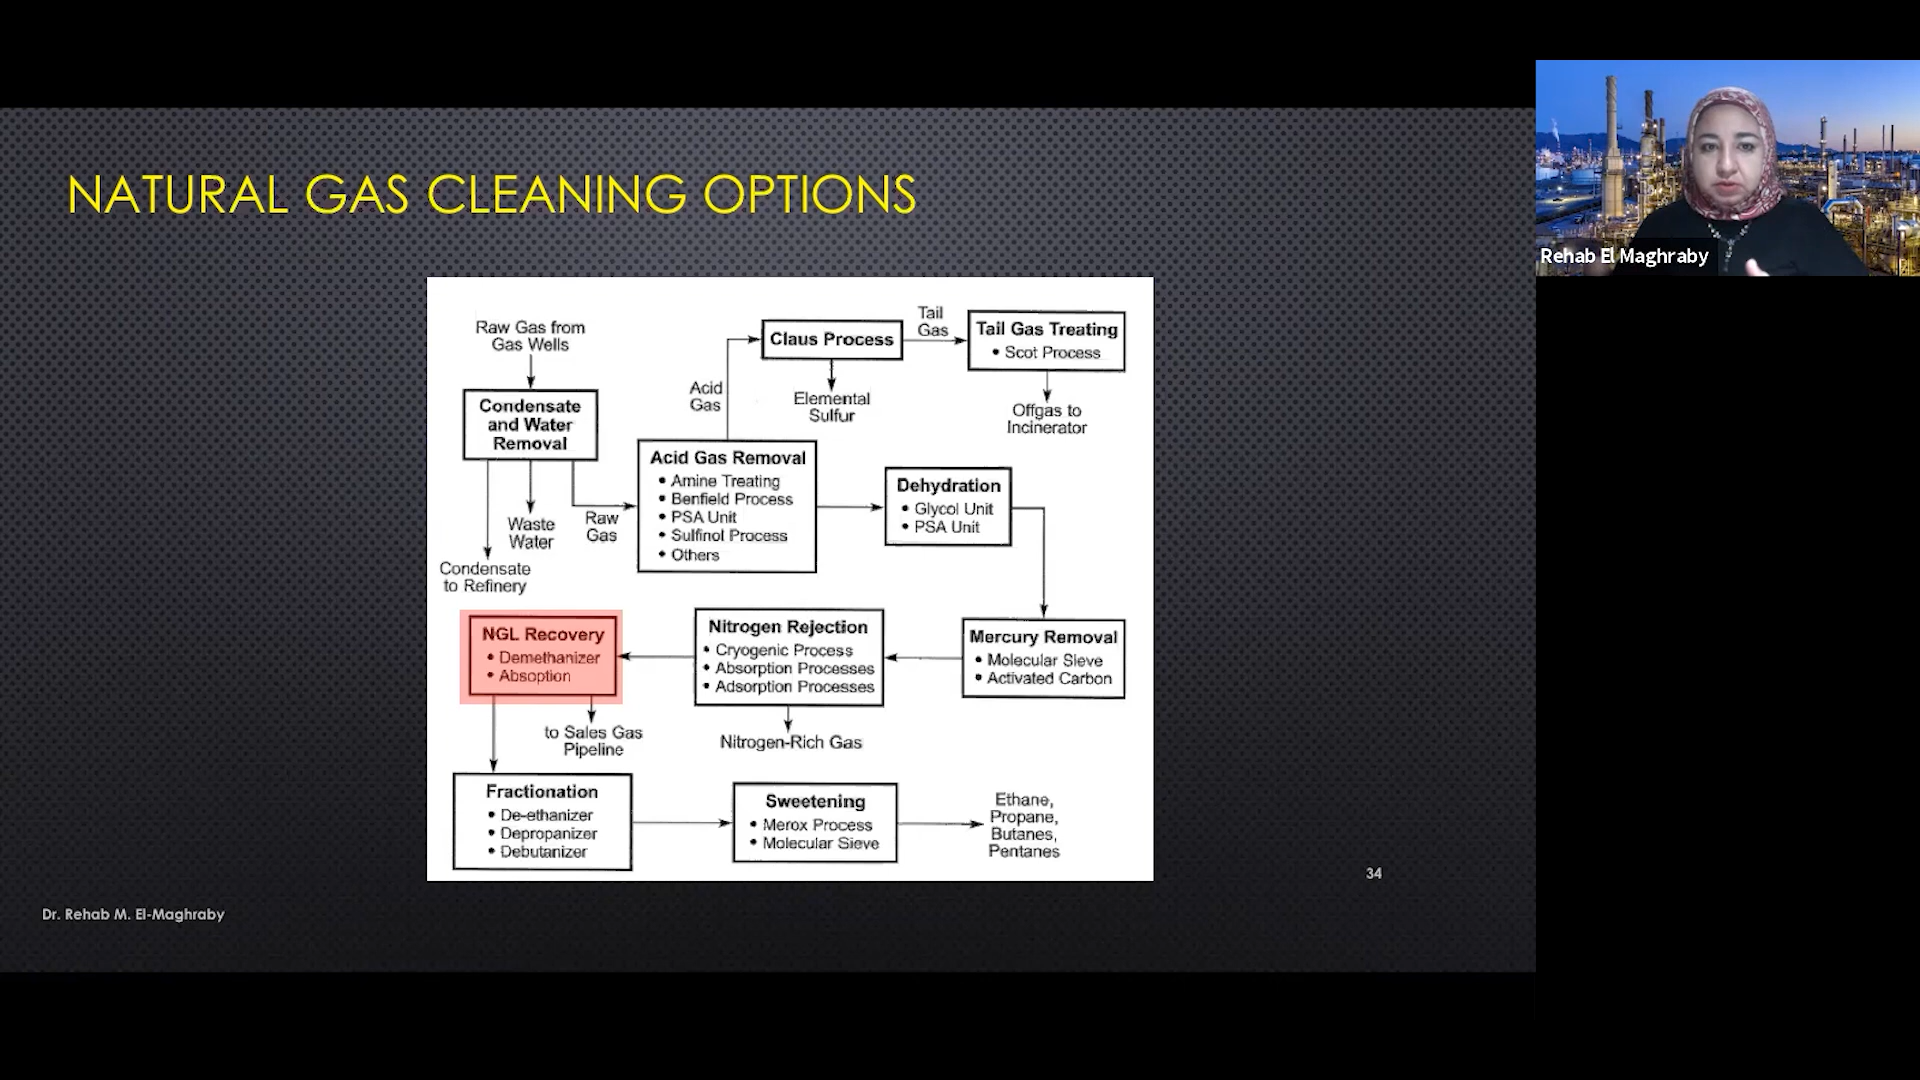 NATURAL GAS CLEANING OPTIONS
Rehab El Maghraby
Raw Gas from
Gas Wells
Condensate
and Water
Removal
Waste
Water
Condensate
to Refinery
Raw
Gas
Acid
Gas
Acid Gas Removal
• Amine Treating
• Benfield Process
• PSA Unit
• Sulfinol Process
• Others
Claus Process
Elemental
Sulfur
Tail
Gas
Tail Gas Treating
• Scot Process
Offgas to
Incinerator
Dehydration
• Glycol Unit
• PSA Unit
Mercury Removal
• Molecular Sieve
• Activated Carbon
Nitrogen Rejection
• Cryogenic Process
• Absorption Processes
• Adsorption Processes
Nitrogen-Rich Gas
NGL Recovery
• Demethanizer
• Absoption
to Sales Gas
Pipeline
Fractionation
• De-ethanizer
• Depropanizer
• Debutanizer
Sweetening
• Merox Process
• Molecular Sieve
Ethane,
Propane,
Butanes,
Pentanes
34
Dr. Rehab M. El-Maghraby